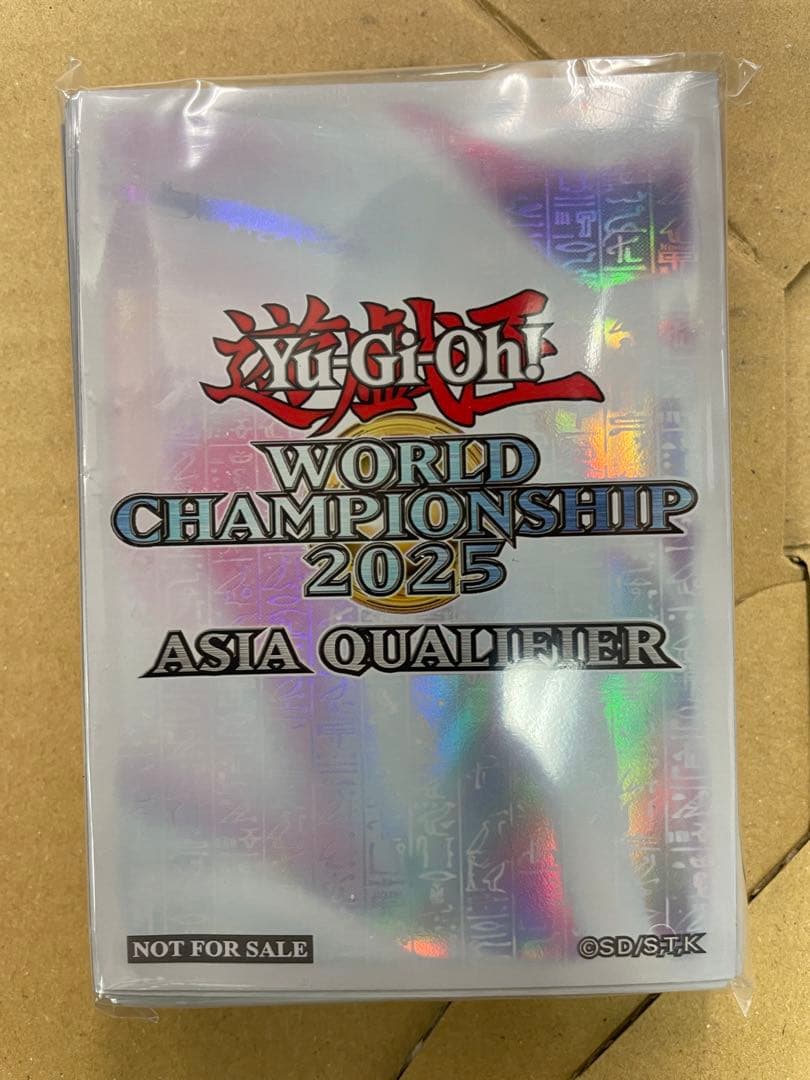 遊戯王
Yu-Gi-Oh!
WORLD
CHAMPIONSHIP
2025
ASIA QUALIFIER
NOT FOR SALE
©SD/S,T,K